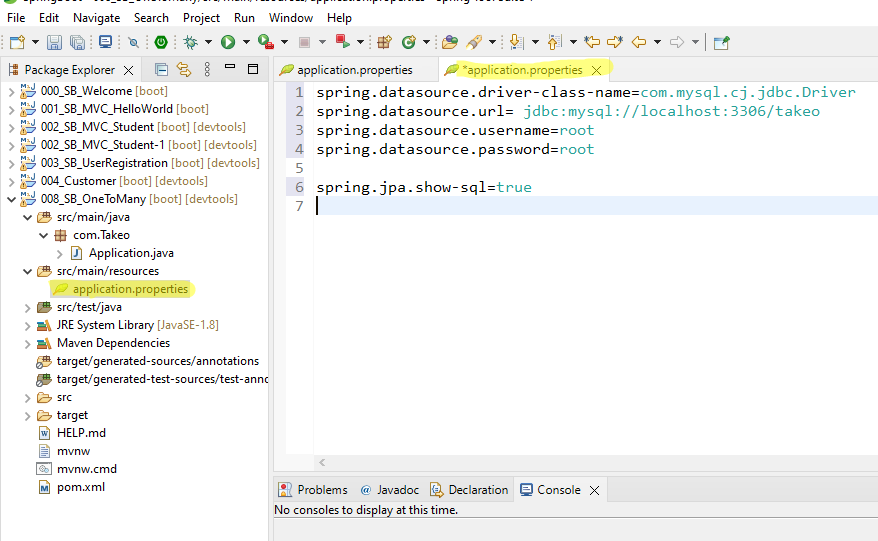 File Edit Navigate Search Project Run Window Help
Package Explorer
000_SB_Welcome [boot]
001_SB_MVC_HelloWorld [boot]
002_SB_MVC_Student [boot] [devtools]
002_SB_MVC_Student-1 [boot] [devtools]
003_SB_UserRegistration [boot] [devtools]
004_Customer [boot] [devtools]
008_SB_OneToMany [boot] [devtools]
src/main/java
com.Takeo
Application.java
src/main/resources
application.properties
src/test/java
JRE System Library [JavaSE-1.8]
Maven Dependencies
target/generated-sources/annotations
target/generated-test-sources/test-anno
src
target
HELP.md
mvnw
mvnw.cmd
pom.xml
application.properties *application.properties
1 spring.datasource.driver-class-name=com.mysql.cj.jdbc.Driver
2 spring.datasource.url= jdbc:mysql://localhost:3306/takeo
3 spring.datasource.username=root
4 spring.datasource.password=root
5
6 spring.jpa.show-sql=true
7
Problems @ Javadoc Declaration Console
No consoles to display at this time.